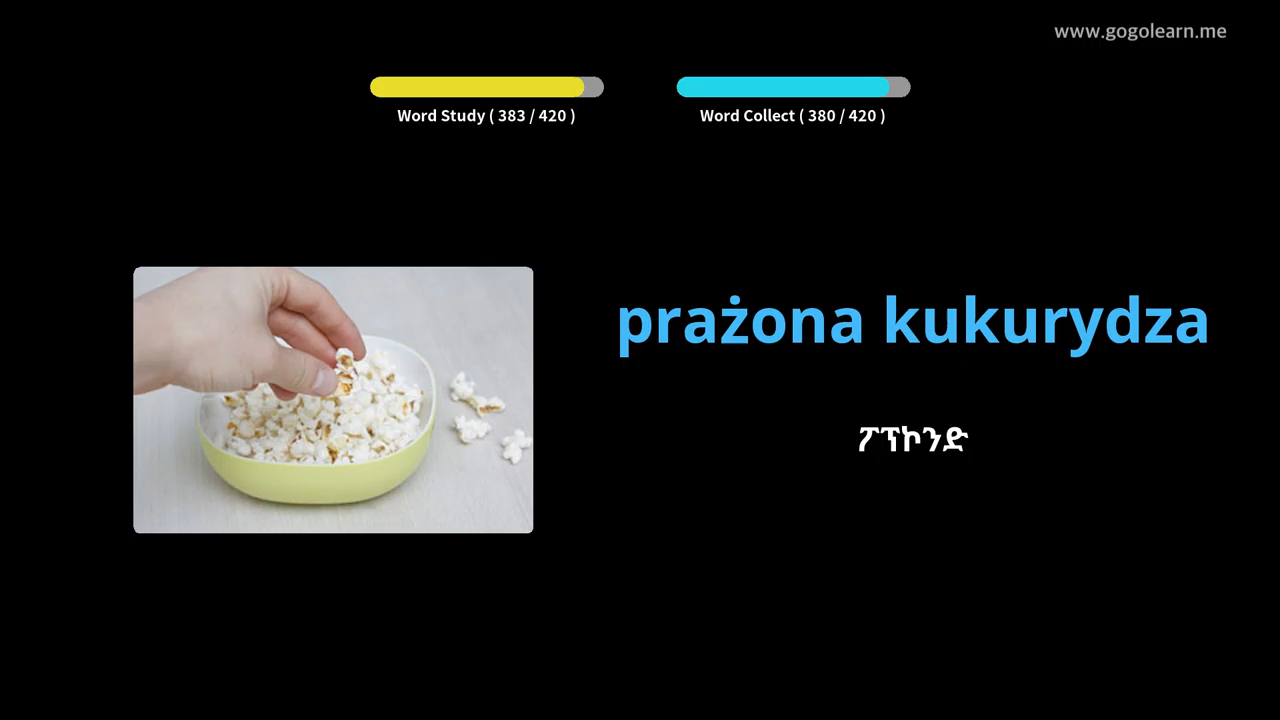 www.gogolearn.me
Word Study ( 383 / 420 )
Word Collect ( 380 / 420 )
prażona kukurydza
ፖፕኮንድ